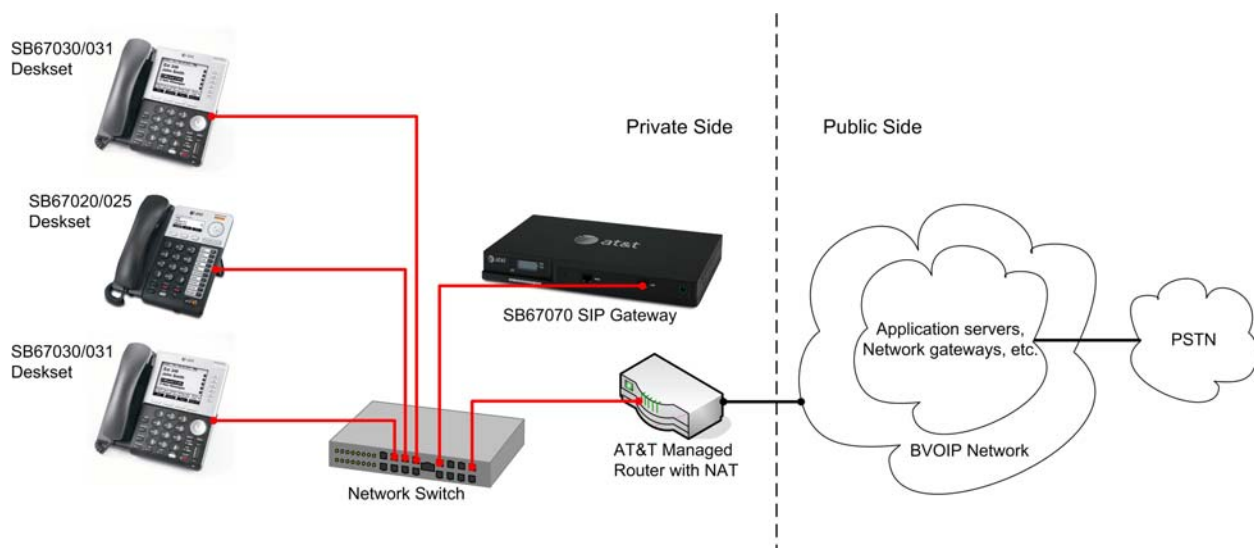 SB67030/031
Deskset
SB67020/025
Deskset
SB67030/031
Deskset
Network Switch
at&t
SB67070 SIP Gateway
AT&T Managed
Router with NAT
Private Side
Public Side
Application servers,
Network gateways, etc.
BVOIP Network
PSTN